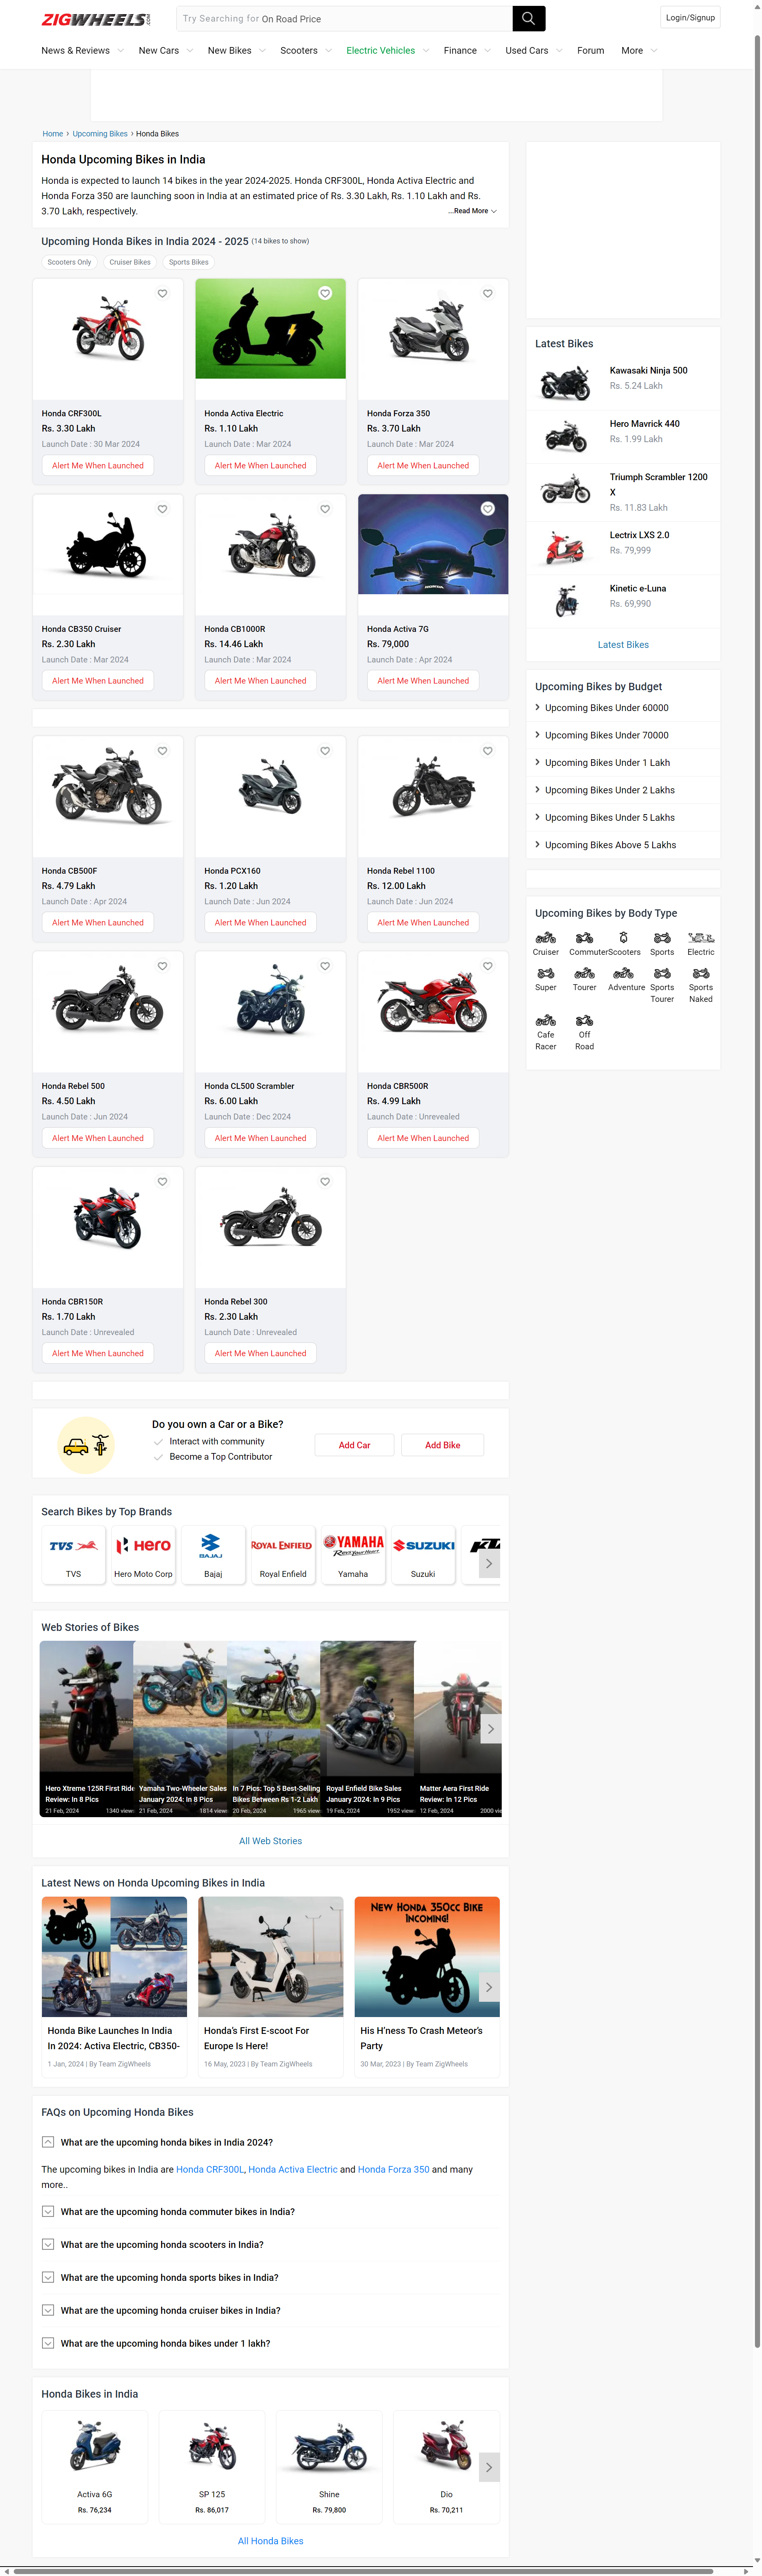 ZIGWHEELS.COM
Try Searching for On Road Price
Login/Signup
News & Reviews
New Cars
New Bikes
Scooters
Electric Vehicles
Finance
Used Cars
Forum
More
Home › Upcoming Bikes › Honda Bikes
Honda Upcoming Bikes in India
Honda is expected to launch 14 bikes in the year 2024-2025. Honda CRF300L, Honda Activa Electric and
Honda Forza 350 are launching soon in India at an estimated price of Rs. 3.30 Lakh, Rs. 1.10 Lakh and Rs.
3.70 Lakh, respectively.
...Read More
Upcoming Honda Bikes in India 2024 - 2025 (14 bikes to show)
Scooters Only
Cruiser Bikes
Sports Bikes
Honda CRF300L
Rs. 3.30 Lakh
Launch Date : 30 Mar 2024
Alert Me When Launched
Honda Activa Electric
Rs. 1.10 Lakh
Launch Date : Mar 2024
Alert Me When Launched
Honda Forza 350
Rs. 3.70 Lakh
Launch Date : Mar 2024
Alert Me When Launched
Honda CB350 Cruiser
Rs. 2.30 Lakh
Launch Date : Mar 2024
Alert Me When Launched
Honda CB1000R
Rs. 14.46 Lakh
Launch Date : Mar 2024
Alert Me When Launched
HONDA
Honda Activa 7G
Rs. 79,000
Launch Date : Apr 2024
Alert Me When Launched
Honda CB500F
Rs. 4.79 Lakh
Launch Date : Apr 2024
Alert Me When Launched
Honda PCX160
Rs. 1.20 Lakh
Launch Date : Jun 2024
Alert Me When Launched
Honda Rebel 1100
Rs. 12.00 Lakh
Launch Date : Jun 2024
Alert Me When Launched
Honda Rebel 500
Rs. 4.50 Lakh
Launch Date : Jun 2024
Alert Me When Launched
Honda CL500 Scrambler
Rs. 6.00 Lakh
Launch Date : Dec 2024
Alert Me When Launched
Honda CBR500R
Rs. 4.99 Lakh
Launch Date : Unrevealed
Alert Me When Launched
Honda CBR150R
Rs. 1.70 Lakh
Launch Date : Unrevealed
Alert Me When Launched
Honda Rebel 300
Rs. 2.30 Lakh
Launch Date : Unrevealed
Alert Me When Launched
Do you own a Car or a Bike?
Interact with community
Become a Top Contributor
Add Car
Add Bike
Search Bikes by Top Brands
TVS
TVS
Hero
Hero Moto Corp
BAJAJ
Bajaj
ROYAL ENFIELD
Royal Enfield
YAMAHA
Revs Your Heart
Yamaha
SUZUKI
Suzuki
Web Stories of Bikes
Hero Xtreme 125R First Ride
Review: In 8 Pics
21 Feb, 2024
1340 views
Yamaha Two-Wheeler Sales
January 2024: In 8 Pics
21 Feb, 2024
1814 views
In 7 Pics: Top 5 Best-Selling
Bikes Between Rs 1-2 Lakh
20 Feb, 2024
1965 views
Royal Enfield Bike Sales
January 2024: In 9 Pics
19 Feb, 2024
1952 views
Matter Aera First Ride
Review: In 12 Pics
12 Feb, 2024
2000 vie
All Web Stories
Latest News on Honda Upcoming Bikes in India
Honda Bike Launches In India
In 2024: Activa Electric, CB350-
1 Jan, 2024 | By Team ZigWheels
Honda's First E-scoot For
Europe Is Here!
16 May, 2023 | By Team ZigWheels
NEW HONDA 350CC BIKE
INCOMING!
His H'ness To Crash Meteor's
Party
30 Mar, 2023 | By Team ZigWheels
FAQs on Upcoming Honda Bikes
What are the upcoming honda bikes in India 2024?
The upcoming bikes in India are Honda CRF300L, Honda Activa Electric and Honda Forza 350 and many
more..
What are the upcoming honda commuter bikes in India?
What are the upcoming honda scooters in India?
What are the upcoming honda sports bikes in India?
What are the upcoming honda cruiser bikes in India?
What are the upcoming honda bikes under 1 lakh?
Honda Bikes in India
Activa 6G
Rs. 76,234
SP 125
Rs. 86,017
Shine
Rs. 79,800
Dio
Rs. 70,211
All Honda Bikes
Latest Bikes
Kawasaki Ninja 500
Rs. 5.24 Lakh
Hero Mavrick 440
Rs. 1.99 Lakh
Triumph Scrambler 1200
X
Rs. 11.83 Lakh
Lectrix LXS 2.0
Rs. 79,999
Kinetic e-Luna
Rs. 69,990
Latest Bikes
Upcoming Bikes by Budget
Upcoming Bikes Under 60000
Upcoming Bikes Under 70000
Upcoming Bikes Under 1 Lakh
Upcoming Bikes Under 2 Lakhs
Upcoming Bikes Under 5 Lakhs
Upcoming Bikes Above 5 Lakhs
Upcoming Bikes by Body Type
Cruiser
Commuter
Scooters
Sports
Electric
Super
Tourer
Adventure
Sports
Tourer
Sports
Naked
Cafe
Racer
Off
Road